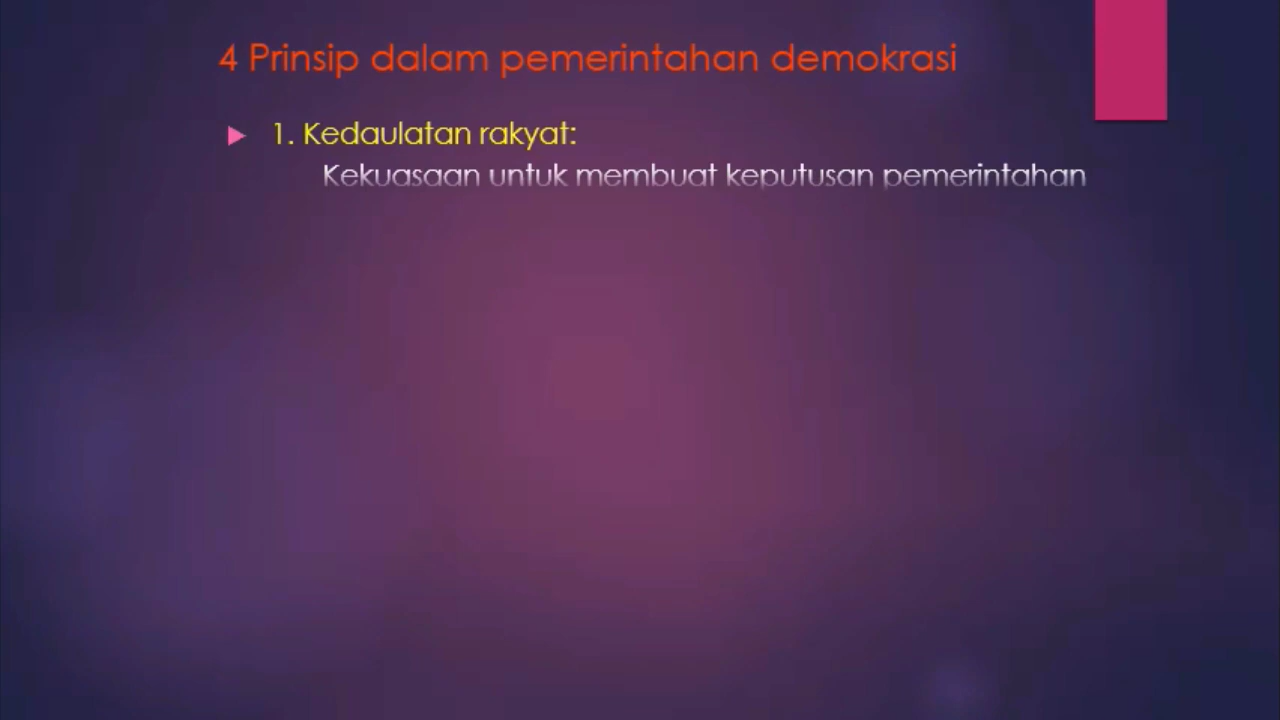 4 Prinsip dalam pemerintahan demokrasi
1. Kedaulatan rakyat:
Kekuasaan untuk membuat keputusan pemerintahan